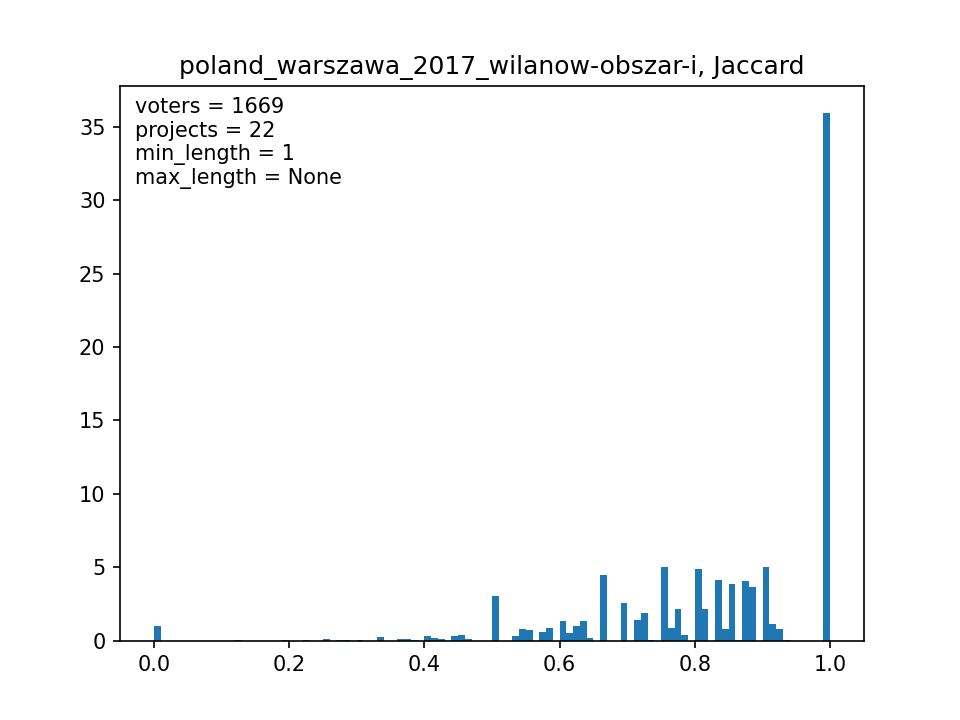 poland_warszawa_2017_wilanow-obszar-i, Jaccard
voters = 1669
projects = 22
min_length = 1
max_length = None
35
30
25
20
15
10
5
0
0.0 0.2 0.4 0.6 0.8 1.0